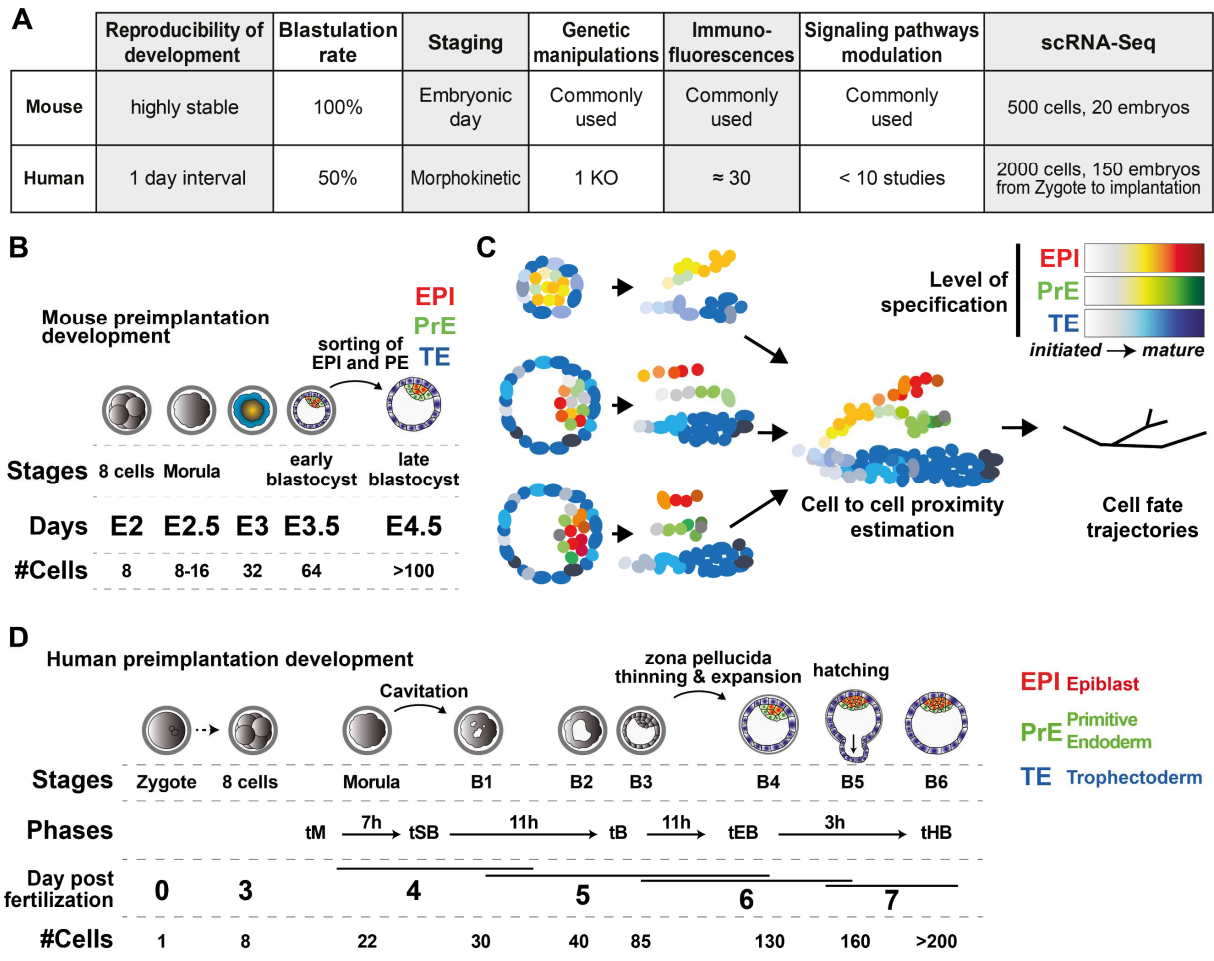 A
Reproducibility of development
Blastulation rate
Staging
Genetic manipulations
Immuno-fluorescences
Signaling pathways modulation
scRNA-Seq
Mouse
highly stable
100%
Embryonic day
Commonly used
Commonly used
Commonly used
500 cells, 20 embryos
Human
1 day interval
50%
Morphokinetic
1 KO
≈ 30
< 10 studies
2000 cells, 150 embryos
from Zygote to implantation
B
Mouse preimplantation
development
EPI
PrE
TE
sorting of
EPI and PE
Stages
8 cells
Morula
early
blastocyst
late
blastocyst
Days
E2
E2.5
E3
E3.5
E4.5
#Cells
8
8-16
32
64
>100
C
Level of
specification
EPI
PrE
TE
initiated → mature
Cell to cell proximity
estimation
Cell fate
trajectories
D
Human preimplantation development
Cavitation
zona pellucida
thinning & expansion
hatching
EPI Epiblast
PrE Primitive
Endoderm
TE Trophectoderm
Stages
Zygote
8 cells
Morula
B1
B2
B3
B4
B5
B6
Phases
tM
7h
tSB
11h
tB
11h
tEB
3h
tHB
Day post
fertilization
0
3
4
5
6
7
#Cells
1
8
22
30
40
85
130
160
>200